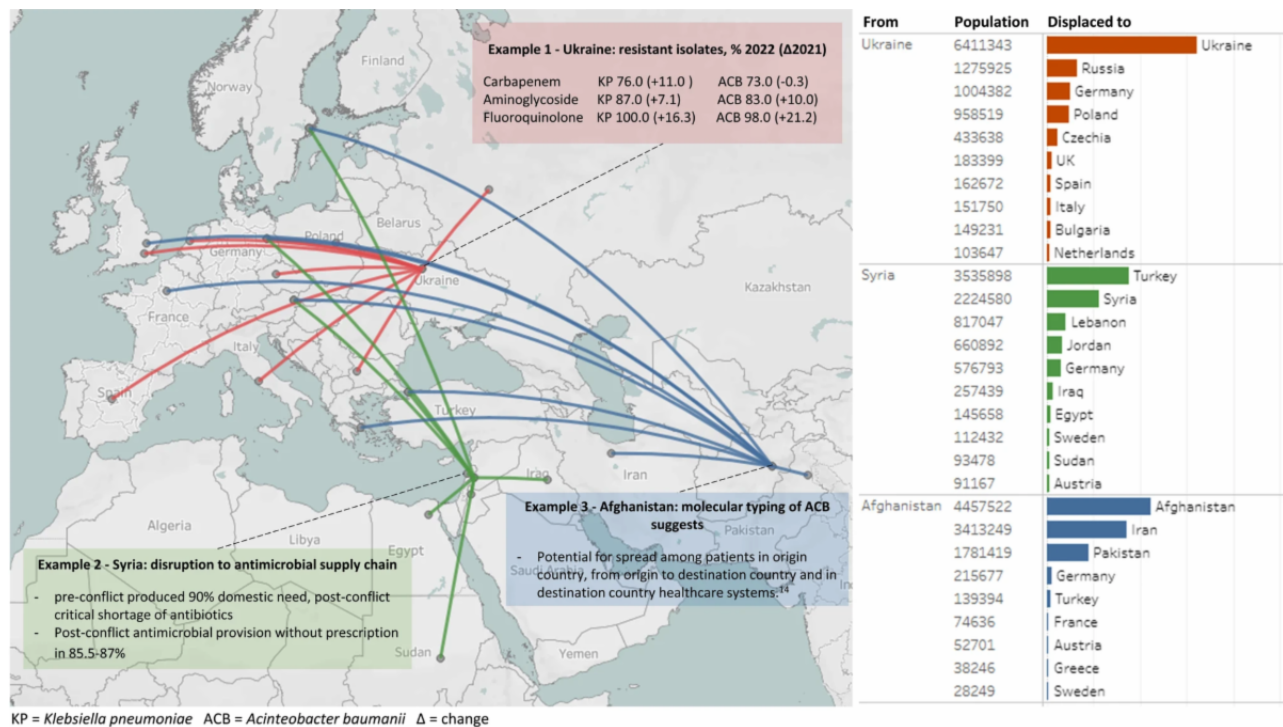 Example 1 - Ukraine: resistant isolates, % 2022 (Δ2021)
Carbapenem KP 76.0 (+11.0 ) ACB 73.0 (-0.3)
Aminoglycoside KP 87.0 (+7.1) ACB 83.0 (+10.0)
Fluoroquinolone KP 100.0 (+16.3) ACB 98.0 (+21.2)
Finland
Norway
Belarus
Poland
Germany
Ukraine
Kazakhstan
France
Italy
Spain
Turkey
Iraq
Iran
Algeria
Libya
Egypt
Pakistan
Saudi Arabia
Sudan
Yemen
Example 3 - Afghanistan: molecular typing of ACB
suggests
- Potential for spread among patients in origin
country, from origin to destination country and in
destination country healthcare systems.14
Example 2 - Syria: disruption to antimicrobial supply chain
- pre-conflict produced 90% domestic need, post-conflict
critical shortage of antibiotics
- Post-conflict antimicrobial provision without prescription
in 85.5-87%
From Population Displaced to
Ukraine 6411343 Ukraine
1275925 Russia
1004382 Germany
958519 Poland
433638 Czechia
183399 UK
162672 Spain
151750 Italy
149231 Bulgaria
103647 Netherlands
Syria 3535898 Turkey
2224580 Syria
817047 Lebanon
660892 Jordan
576793 Germany
257439 Iraq
145658 Egypt
112432 Sweden
93478 Sudan
91167 Austria
Afghanistan 4457522 Afghanistan
3413249 Iran
1781419 Pakistan
215677 Germany
139394 Turkey
74636 France
52701 Austria
38246 Greece
28249 Sweden
KP = Klebsiella pneumoniae ACB = Acinteobacter baumanii Δ = change